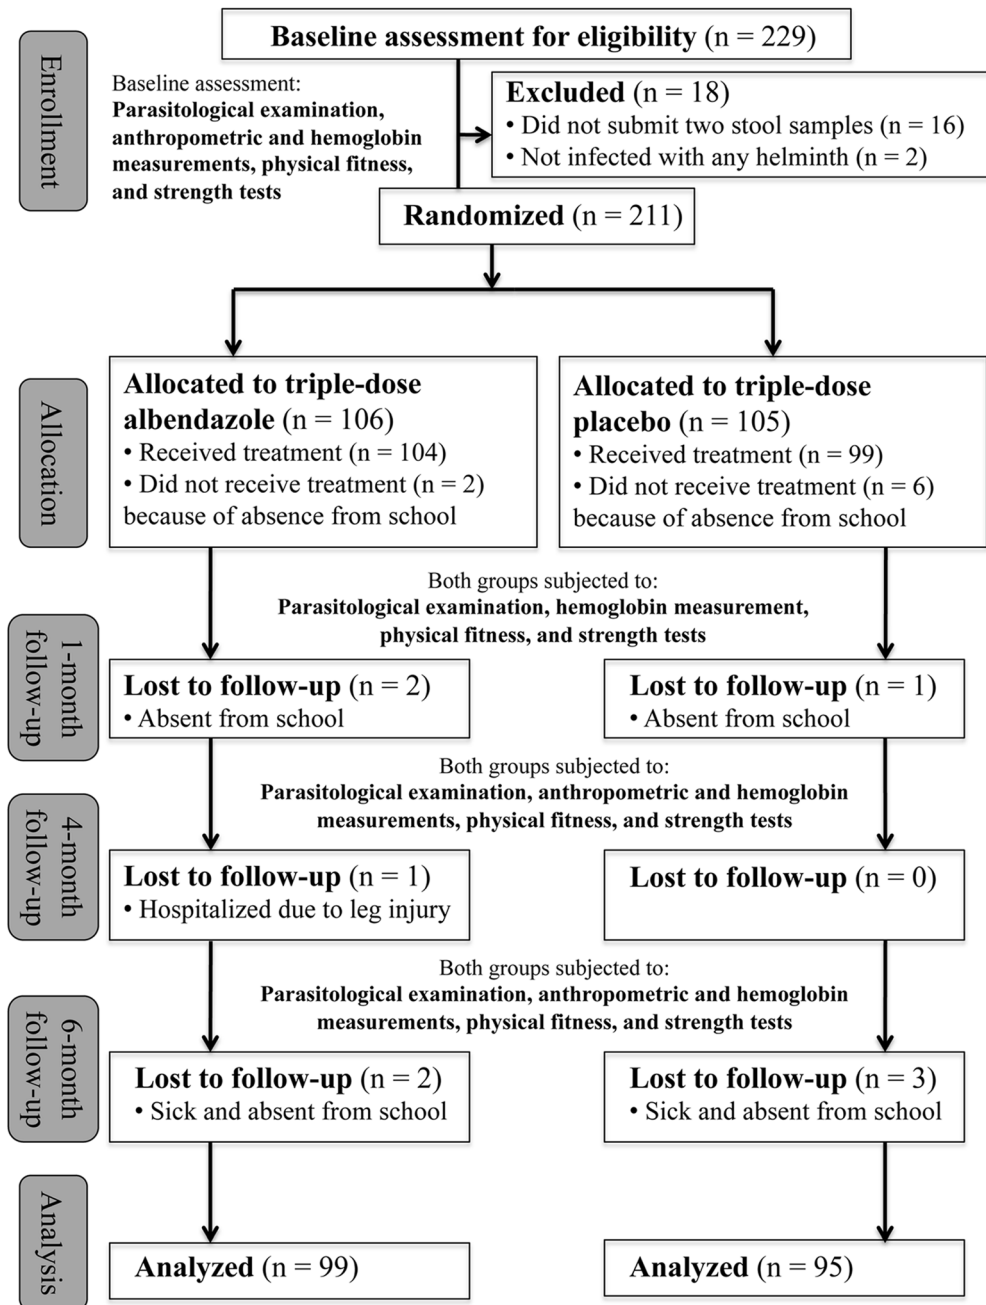 Enrollment
Baseline assessment for eligibility (n = 229)
Baseline assessment:
Parasitological examination,
anthropometric and hemoglobin
measurements, physical fitness,
and strength tests
Excluded (n = 18)
• Did not submit two stool samples (n = 16)
• Not infected with any helminth (n = 2)
Randomized (n = 211)
Allocation
Allocated to triple-dose
albendazole (n = 106)
• Received treatment (n = 104)
• Did not receive treatment (n = 2)
because of absence from school
Allocated to triple-dose
placebo (n = 105)
• Received treatment (n = 99)
• Did not receive treatment (n = 6)
because of absence from school
Both groups subjected to:
Parasitological examination, hemoglobin measurement,
physical fitness, and strength tests
1-month
follow-up
Lost to follow-up (n = 2)
• Absent from school
Lost to follow-up (n = 1)
• Absent from school
Both groups subjected to:
Parasitological examination, anthropometric and hemoglobin
measurements, physical fitness, and strength tests
4-month
follow-up
Lost to follow-up (n = 1)
• Hospitalized due to leg injury
Lost to follow-up (n = 0)
Both groups subjected to:
Parasitological examination, anthropometric and hemoglobin
measurements, physical fitness, and strength tests
6-month
follow-up
Lost to follow-up (n = 2)
• Sick and absent from school
Lost to follow-up (n = 3)
• Sick and absent from school
Analysis
Analyzed (n = 99)
Analyzed (n = 95)